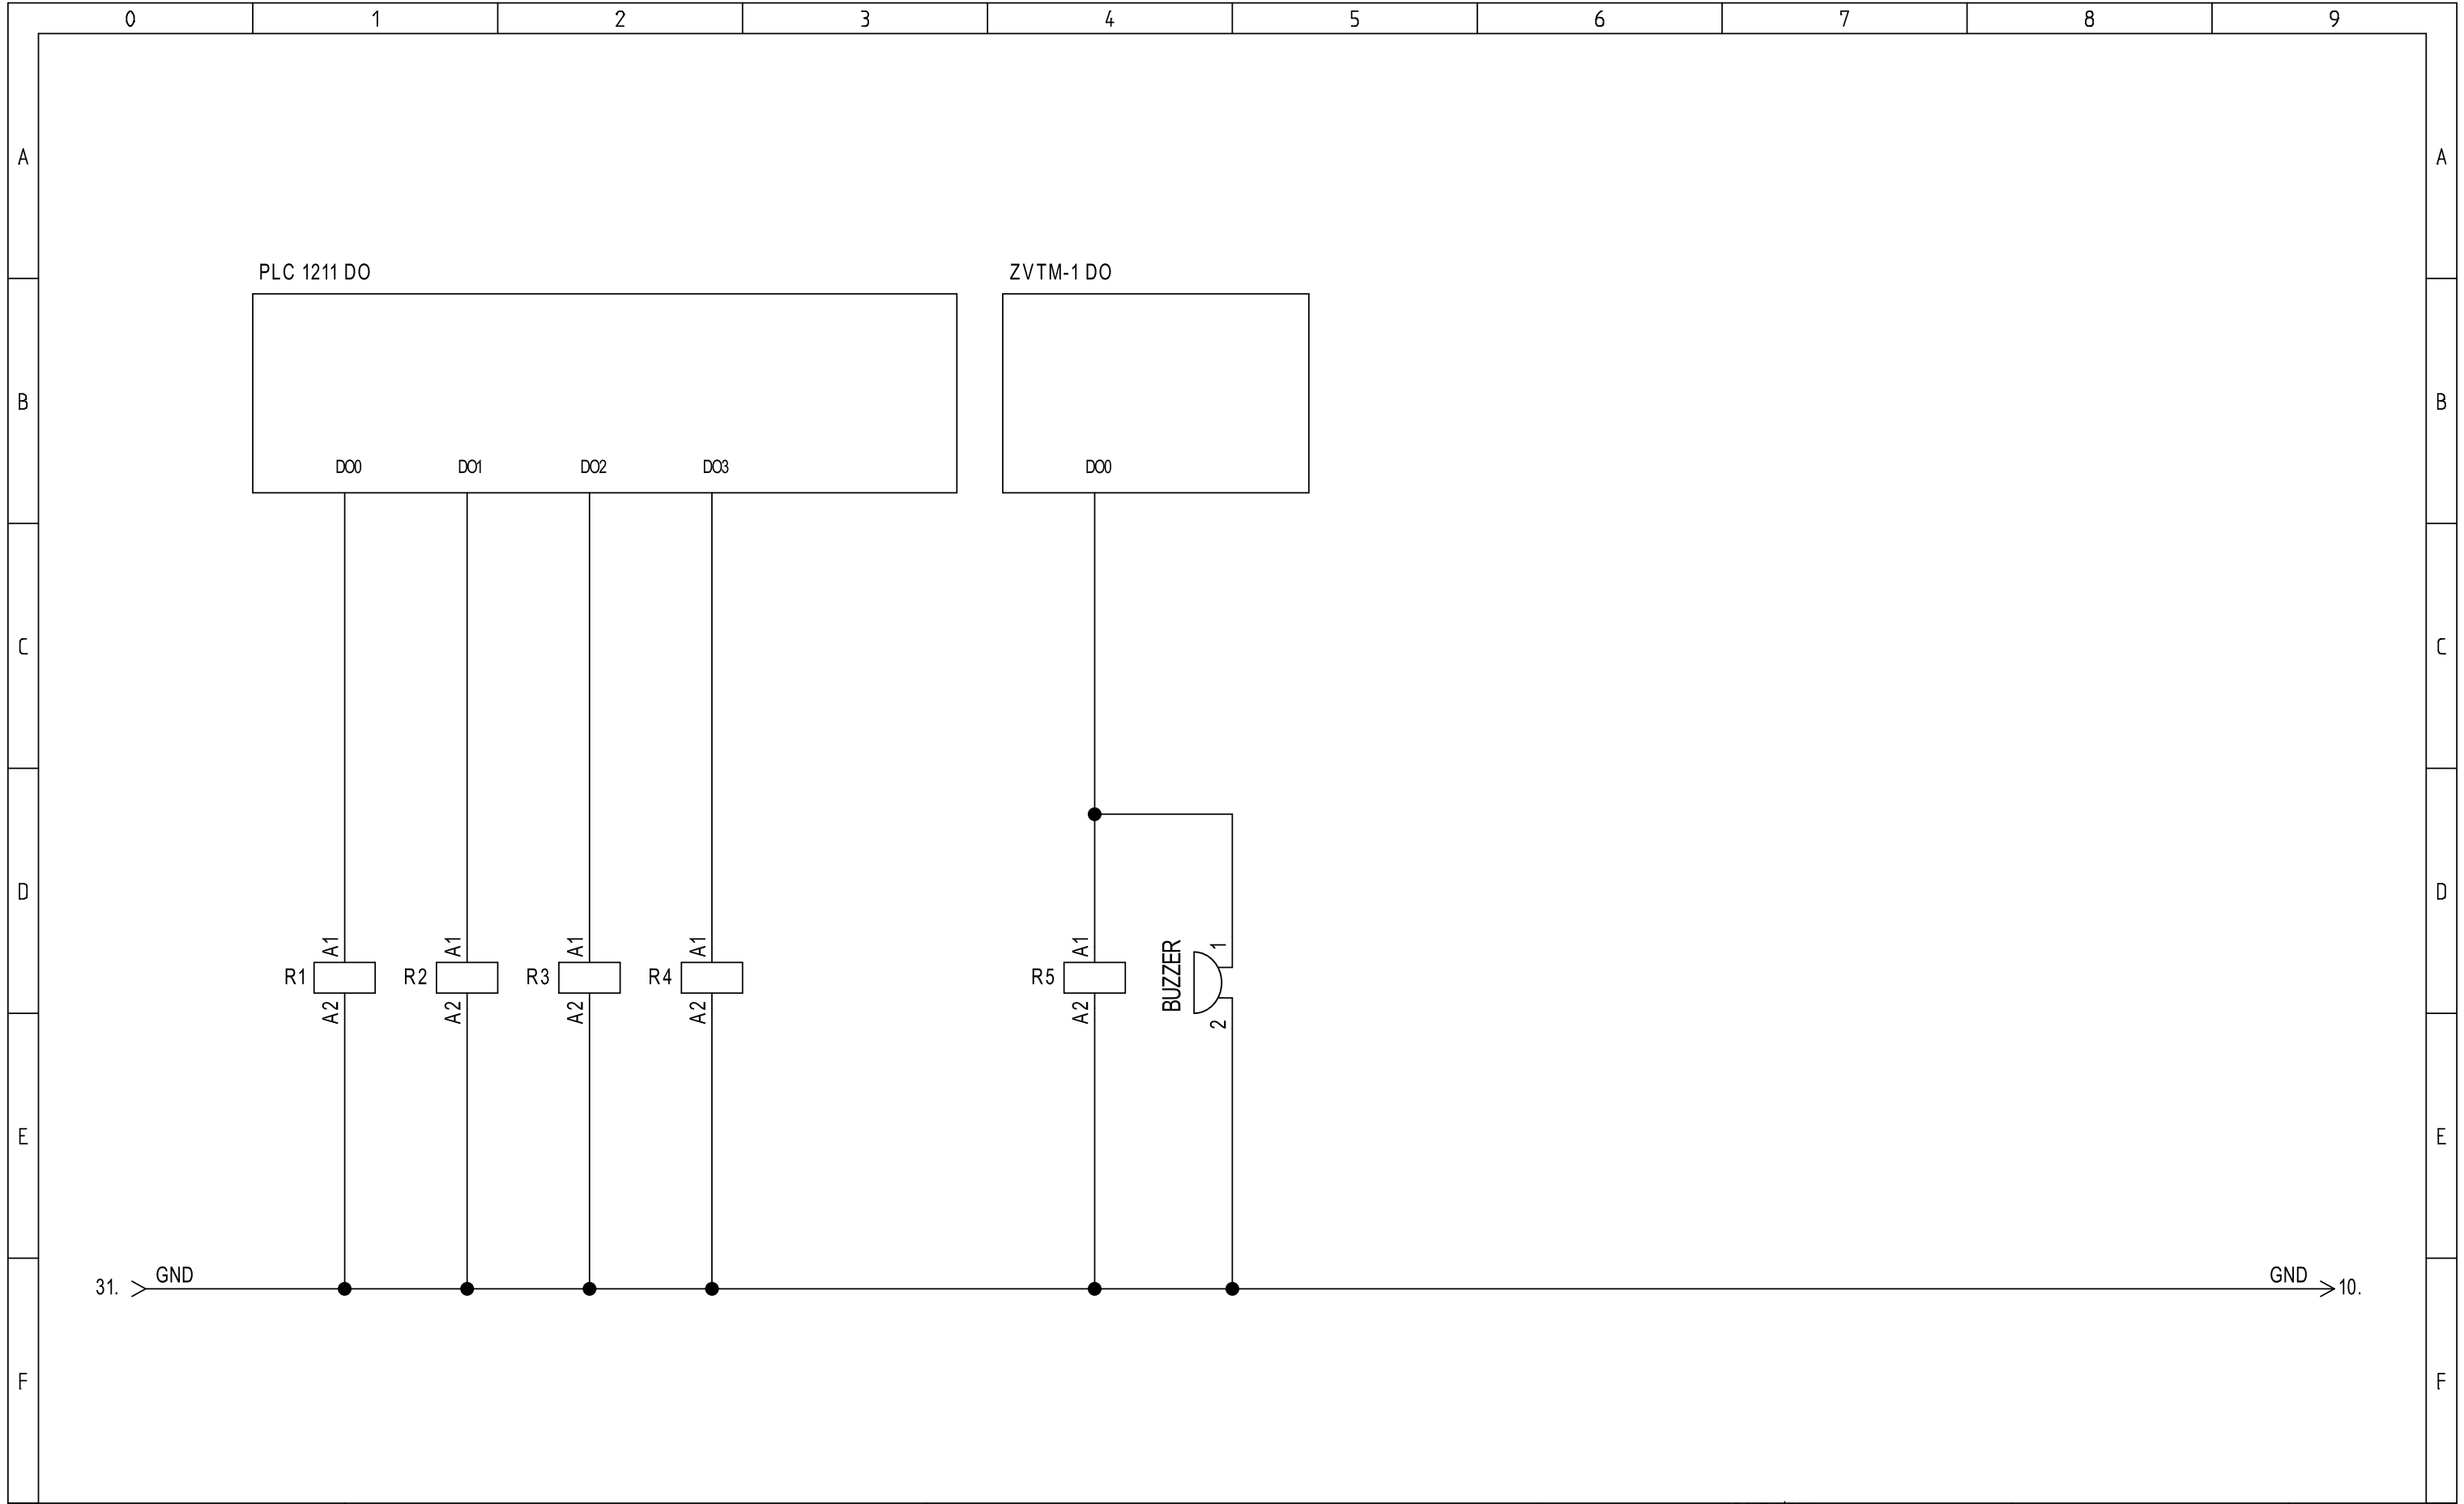 0 1 2 3 4 5 6 7 8 9
A A
PLC 1211 DO ZVTM-1 DO
B B
DO0 DO1 DO2 DO3 DO0
C C
D D
A1 A1 A1 A1 A1 BUZZER 1
R1 R2 R3 R4 R5
A2 A2 A2 A2 A2 2
E E
GND GND
31. 10.
F F